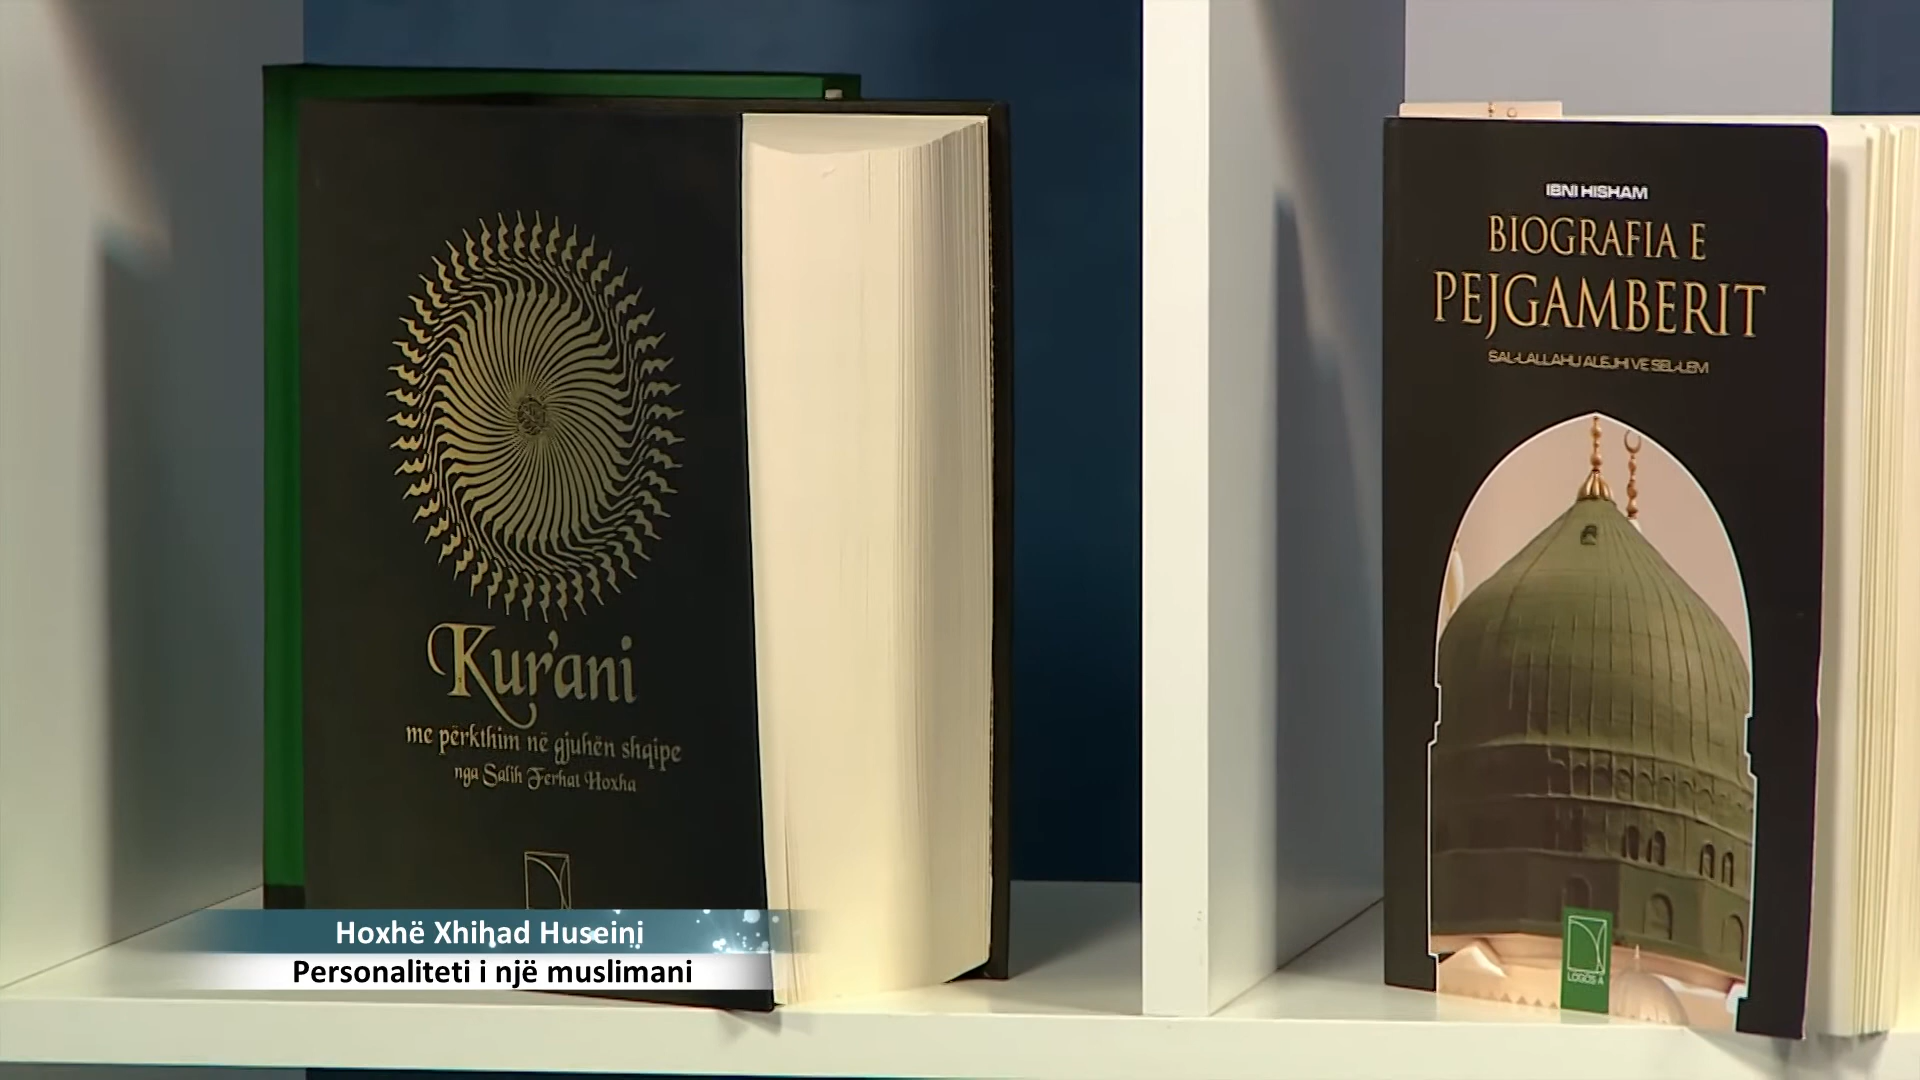 Kur'ani
me përkthim në gjuhën shqipe
nga Salih Ferhat Hoxha
IBNI HISHAM
BIOGRAFIA E
PEJGAMBERIT
SAL-LALLAHU ALEJHI VE SEL-LEM
LOGOS A
Hoxhë Xhihad Huseini
Personaliteti i një muslimani